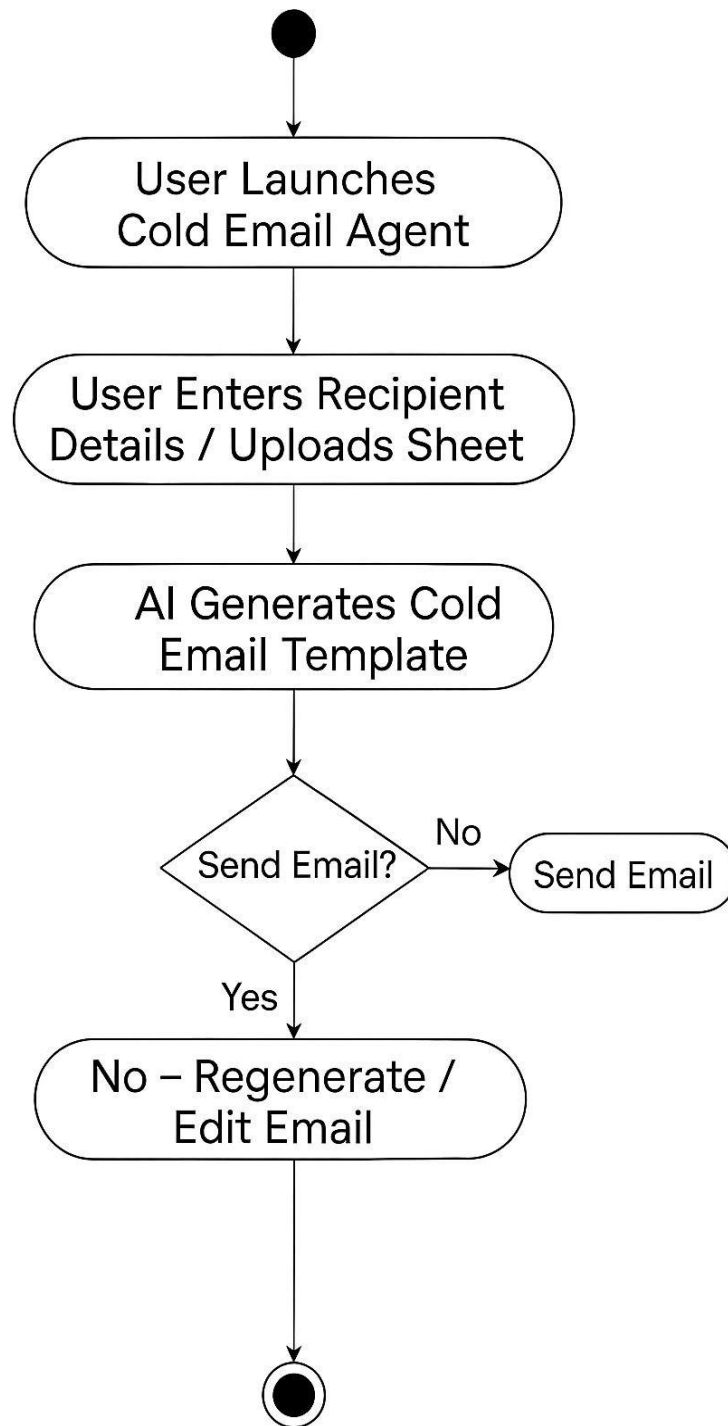 User Launches
Cold Email Agent
User Enters Recipient
Details / Uploads Sheet
AI Generates Cold
Email Template
Send Email?
No
Send Email
Yes
No – Regenerate /
Edit Email